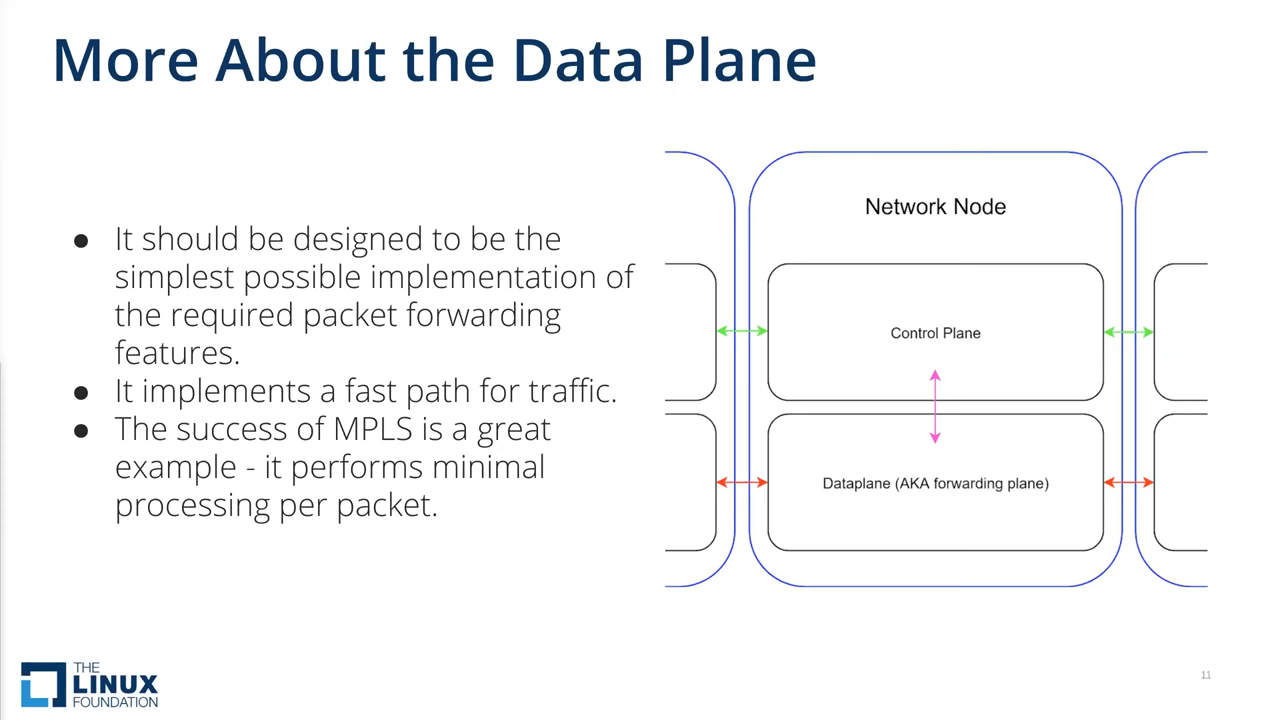 More About the Data Plane
● It should be designed to be the
simplest possible implementation of
the required packet forwarding
features.
● It implements a fast path for traffic.
● The success of MPLS is a great
example - it performs minimal
processing per packet.
Network Node
Control Plane
Dataplane (AKA forwarding plane)
THE
LINUX
FOUNDATION
11